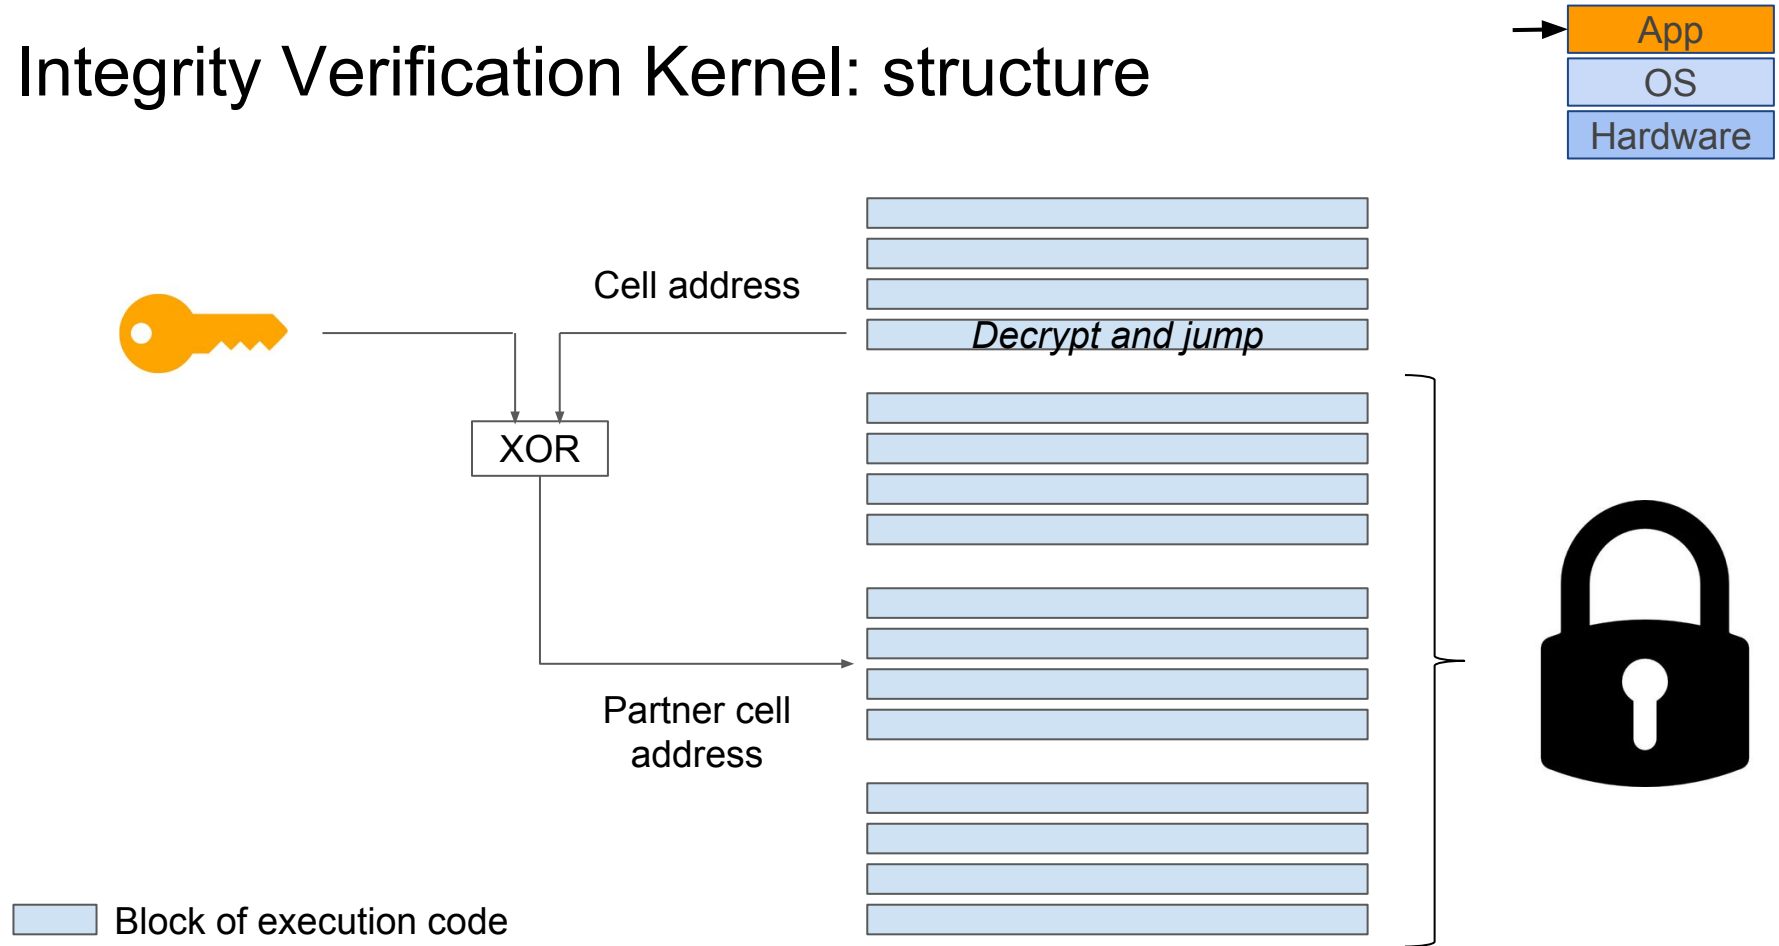 Integrity Verification Kernel: structure
App
OS
Hardware
Cell address
Decrypt and jump
XOR
Partner cell
address
Block of execution code